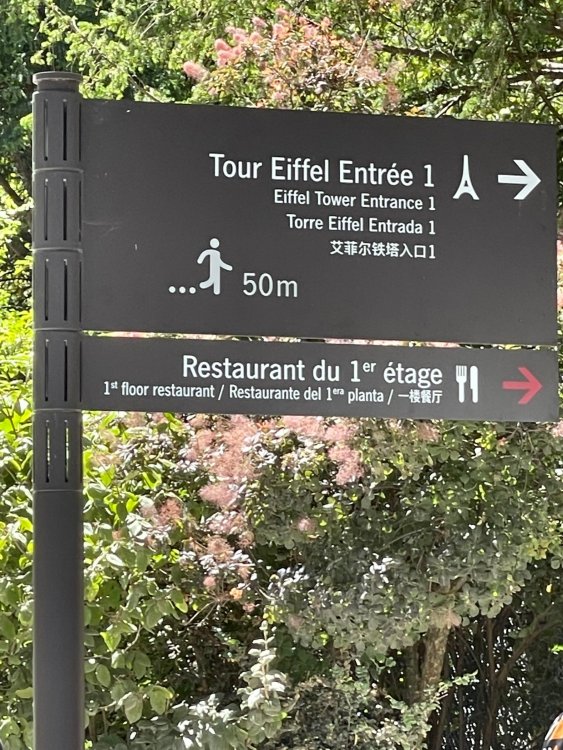 Tour Eiffel Entrée 1
Eiffel Tower Entrance 1
Torre Eiffel Entrada 1
艾菲尔铁塔入口1
...50m
Restaurant du 1er étage
1st floor restaurant / Restaurante del 1era planta / 一楼餐厅